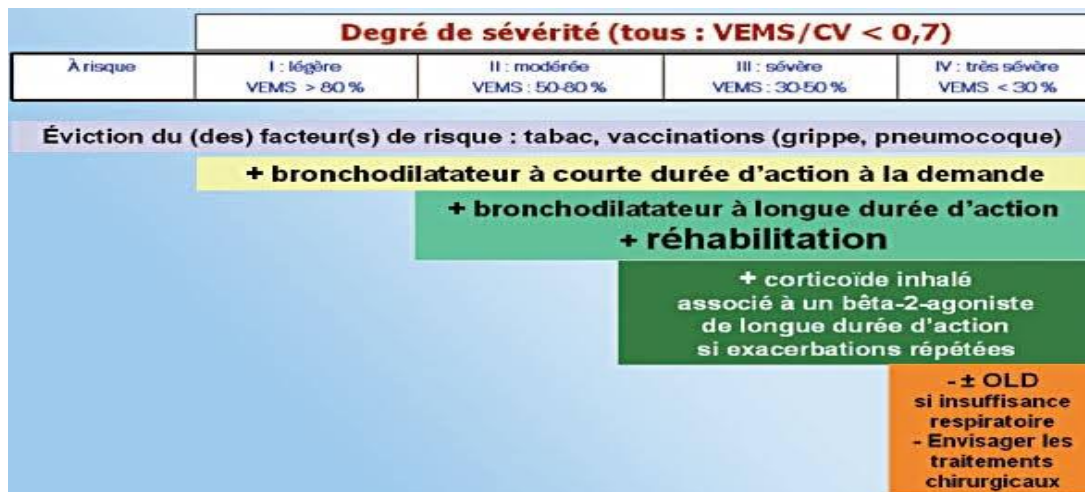 Degré de sévérité (tous : VEMS/CV < 0,7)
À risque
I : légère
VEMS > 80 %
II : modérée
VEMS : 50-80 %
III : sévère
VEMS : 30-50 %
IV : très sévère
VEMS < 30 %
Éviction du (des) facteur(s) de risque : tabac, vaccinations (grippe, pneumocoque)
+ bronchodilatateur à courte durée d’action à la demande
+ bronchodilatateur à longue durée d’action
+ réhabilitation
+ corticoïde inhalé
associé à un bêta-2-agoniste
de longue durée d’action
si exacerbations répétées
- ± OLD
si insuffisance
respiratoire
- Envisager les
traitements
chirurgicaux